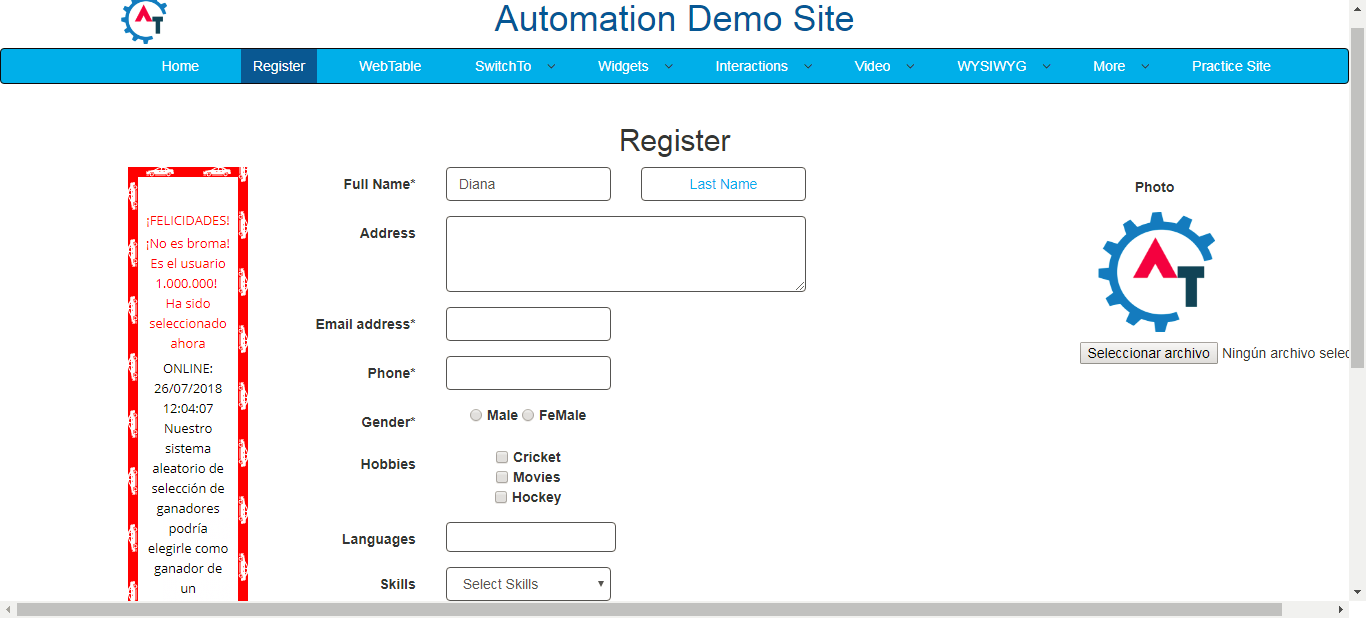 Automation Demo Site
Home Register WebTable SwitchTo Widgets Interactions Video WYSIWYG More Practice Site
Register
¡FELICIDADES!
¡No es broma!
Es el usuario
1.000.000!
Ha sido
seleccionado
ahora
ONLINE:
26/07/2018
12:04:07
Nuestro
sistema
aleatorio de
selección de
ganadores
podría
elegirle como
ganador de
un
Full Name* Diana Last Name
Address
Email address*
Phone*
Gender* Male FeMale
Hobbies Cricket
Movies
Hockey
Languages
Skills Select Skills
Photo
AT
Seleccionar archivo Ningún archivo selec